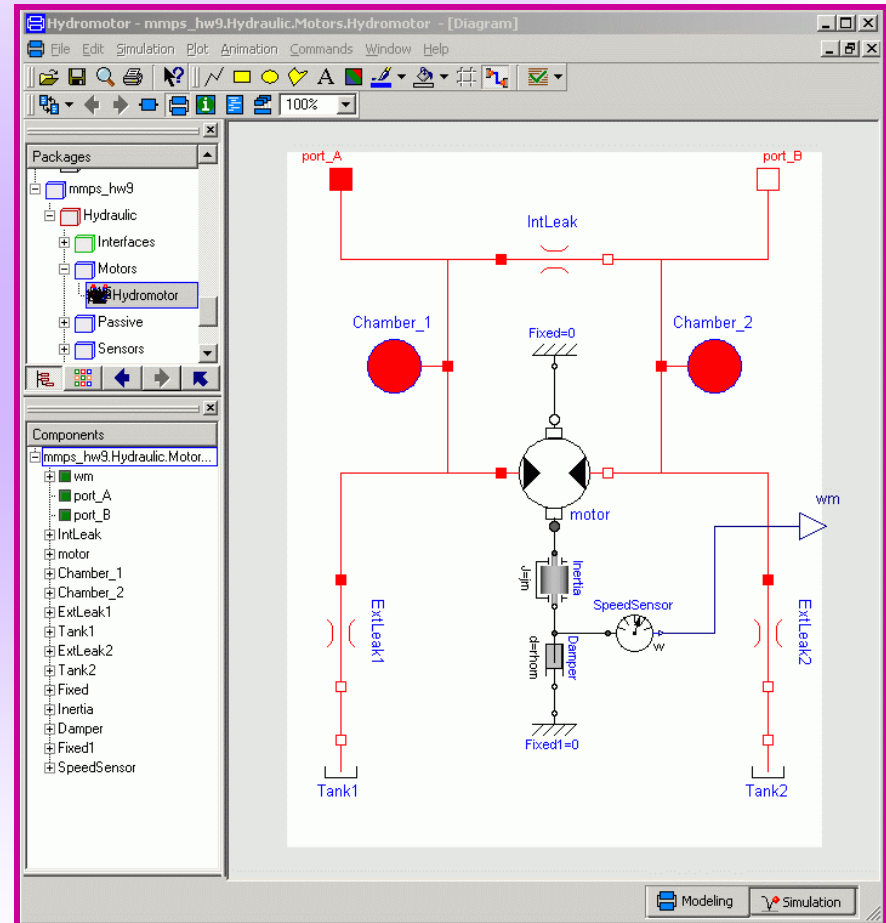 Hydromotor - mmps_hw9.Hydraulic.Motors.Hydromotor - [Diagram]
File Edit Simulation Plot Animation Commands Window Help
A
100%
Packages
mmps_hw9
Hydraulic
Interfaces
Motors
Hydromotor
Passive
Sensors
Components
mmps_hw9.Hydraulic.Motor...
wm
port_A
port_B
IntLeak
motor
Chamber_1
Chamber_2
ExtLeak1
Tank1
ExtLeak2
Tank2
Fixed
Inertia
Damper
Fixed1
SpeedSensor
port_A
port_B
IntLeak
Chamber_1
Fixed=0
Chamber_2
motor
wm
J=jm
Inertia
SpeedSensor
w
ExtLeak1
d=rhom
Damper
ExtLeak2
Fixed1=0
Tank1
Tank2
Modeling
Simulation